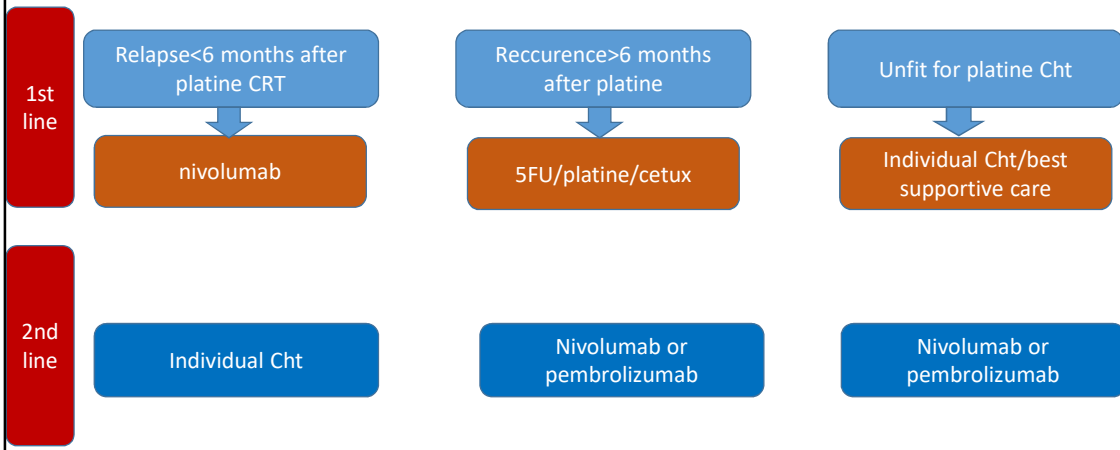 1st
line
Relapse<6 months after
platine CRT
Reccurence>6 months
after platine
Unfit for platine Cht
nivolumab
5FU/platine/cetux
Individual Cht/best
supportive care
2nd
line
Individual Cht
Nivolumab or
pembrolizumab
Nivolumab or
pembrolizumab